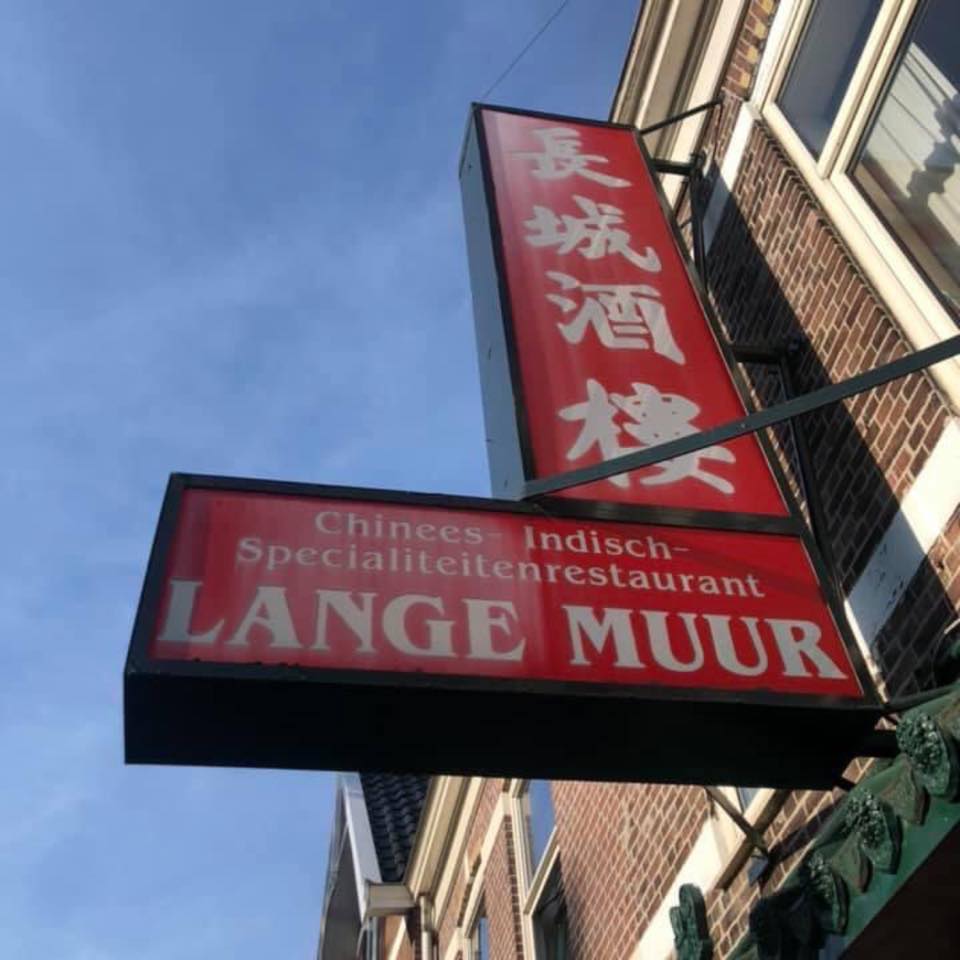 長城酒樓
Chinees- Indisch-
Specialiteitenrestaurant
LANGE MUUR